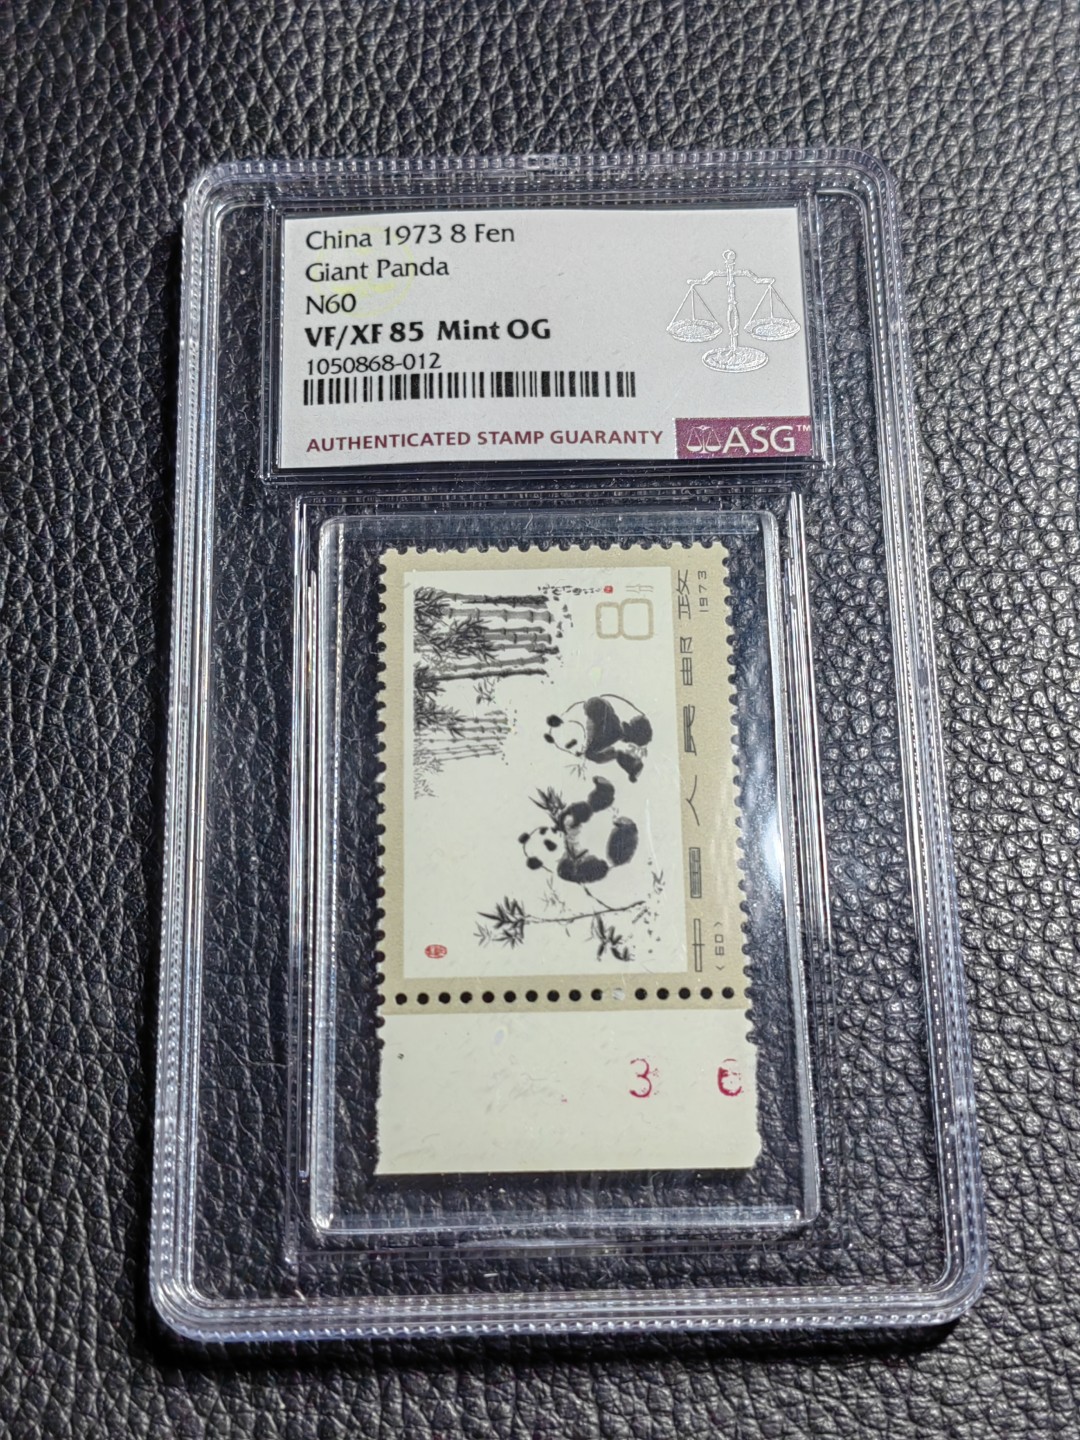 China 1973 8 Fen
Giant Panda
N60
VF/XF 85 Mint OG
1050868-012
AUTHENTICATED STAMP GUARANTY
ASG™
8分
中国人民邮政
1973
(60)
3